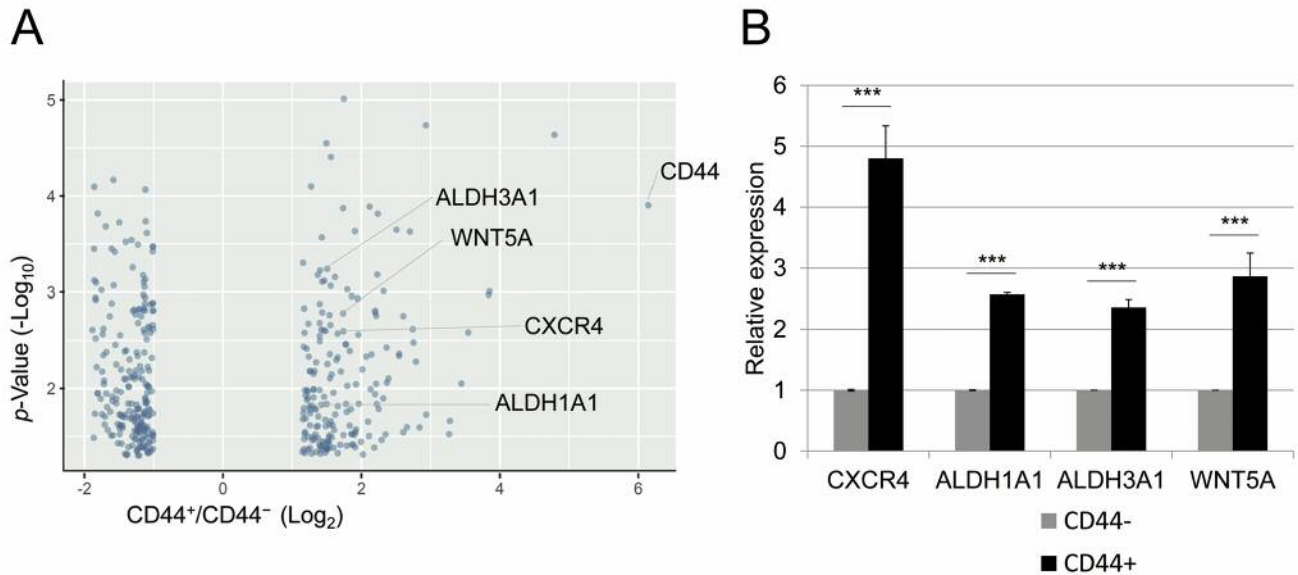 A
5
4
3
2
p-Value (-Log10)
-2 0 2 4 6
CD44+/CD44− (Log2)
CD44
ALDH3A1
WNT5A
CXCR4
ALDH1A1
B
6
5
4
3
2
1
0
Relative expression
***
***
***
***
CXCR4 ALDH1A1 ALDH3A1 WNT5A
CD44-
CD44+